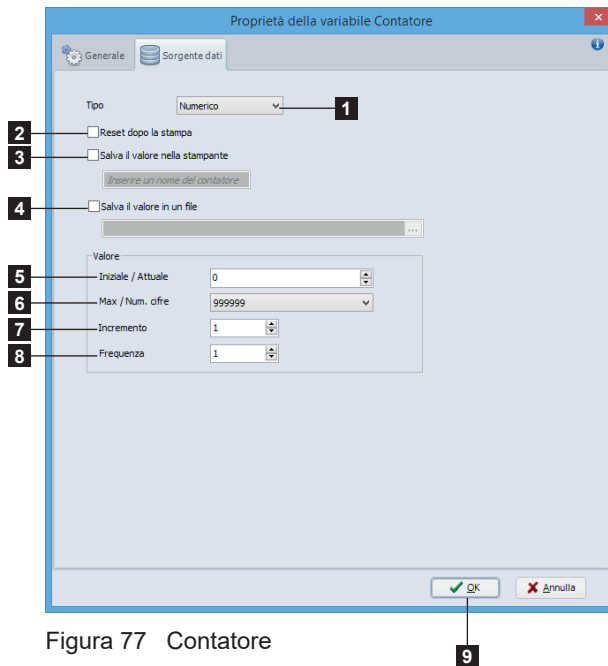 Proprietà della variabile Contatore
Generale
Sorgente dati
Tipo
Numerico
1
2
Reset dopo la stampa
3
Salva il valore nella stampante
Inserire un nome del contatore
4
Salva il valore in un file
...
Valore
5
Iniziale / Attuale
0
6
Max / Num. cifre
999999
7
Incremento
1
8
Frequenza
1
OK
Annulla
Figura 77 Contatore
9